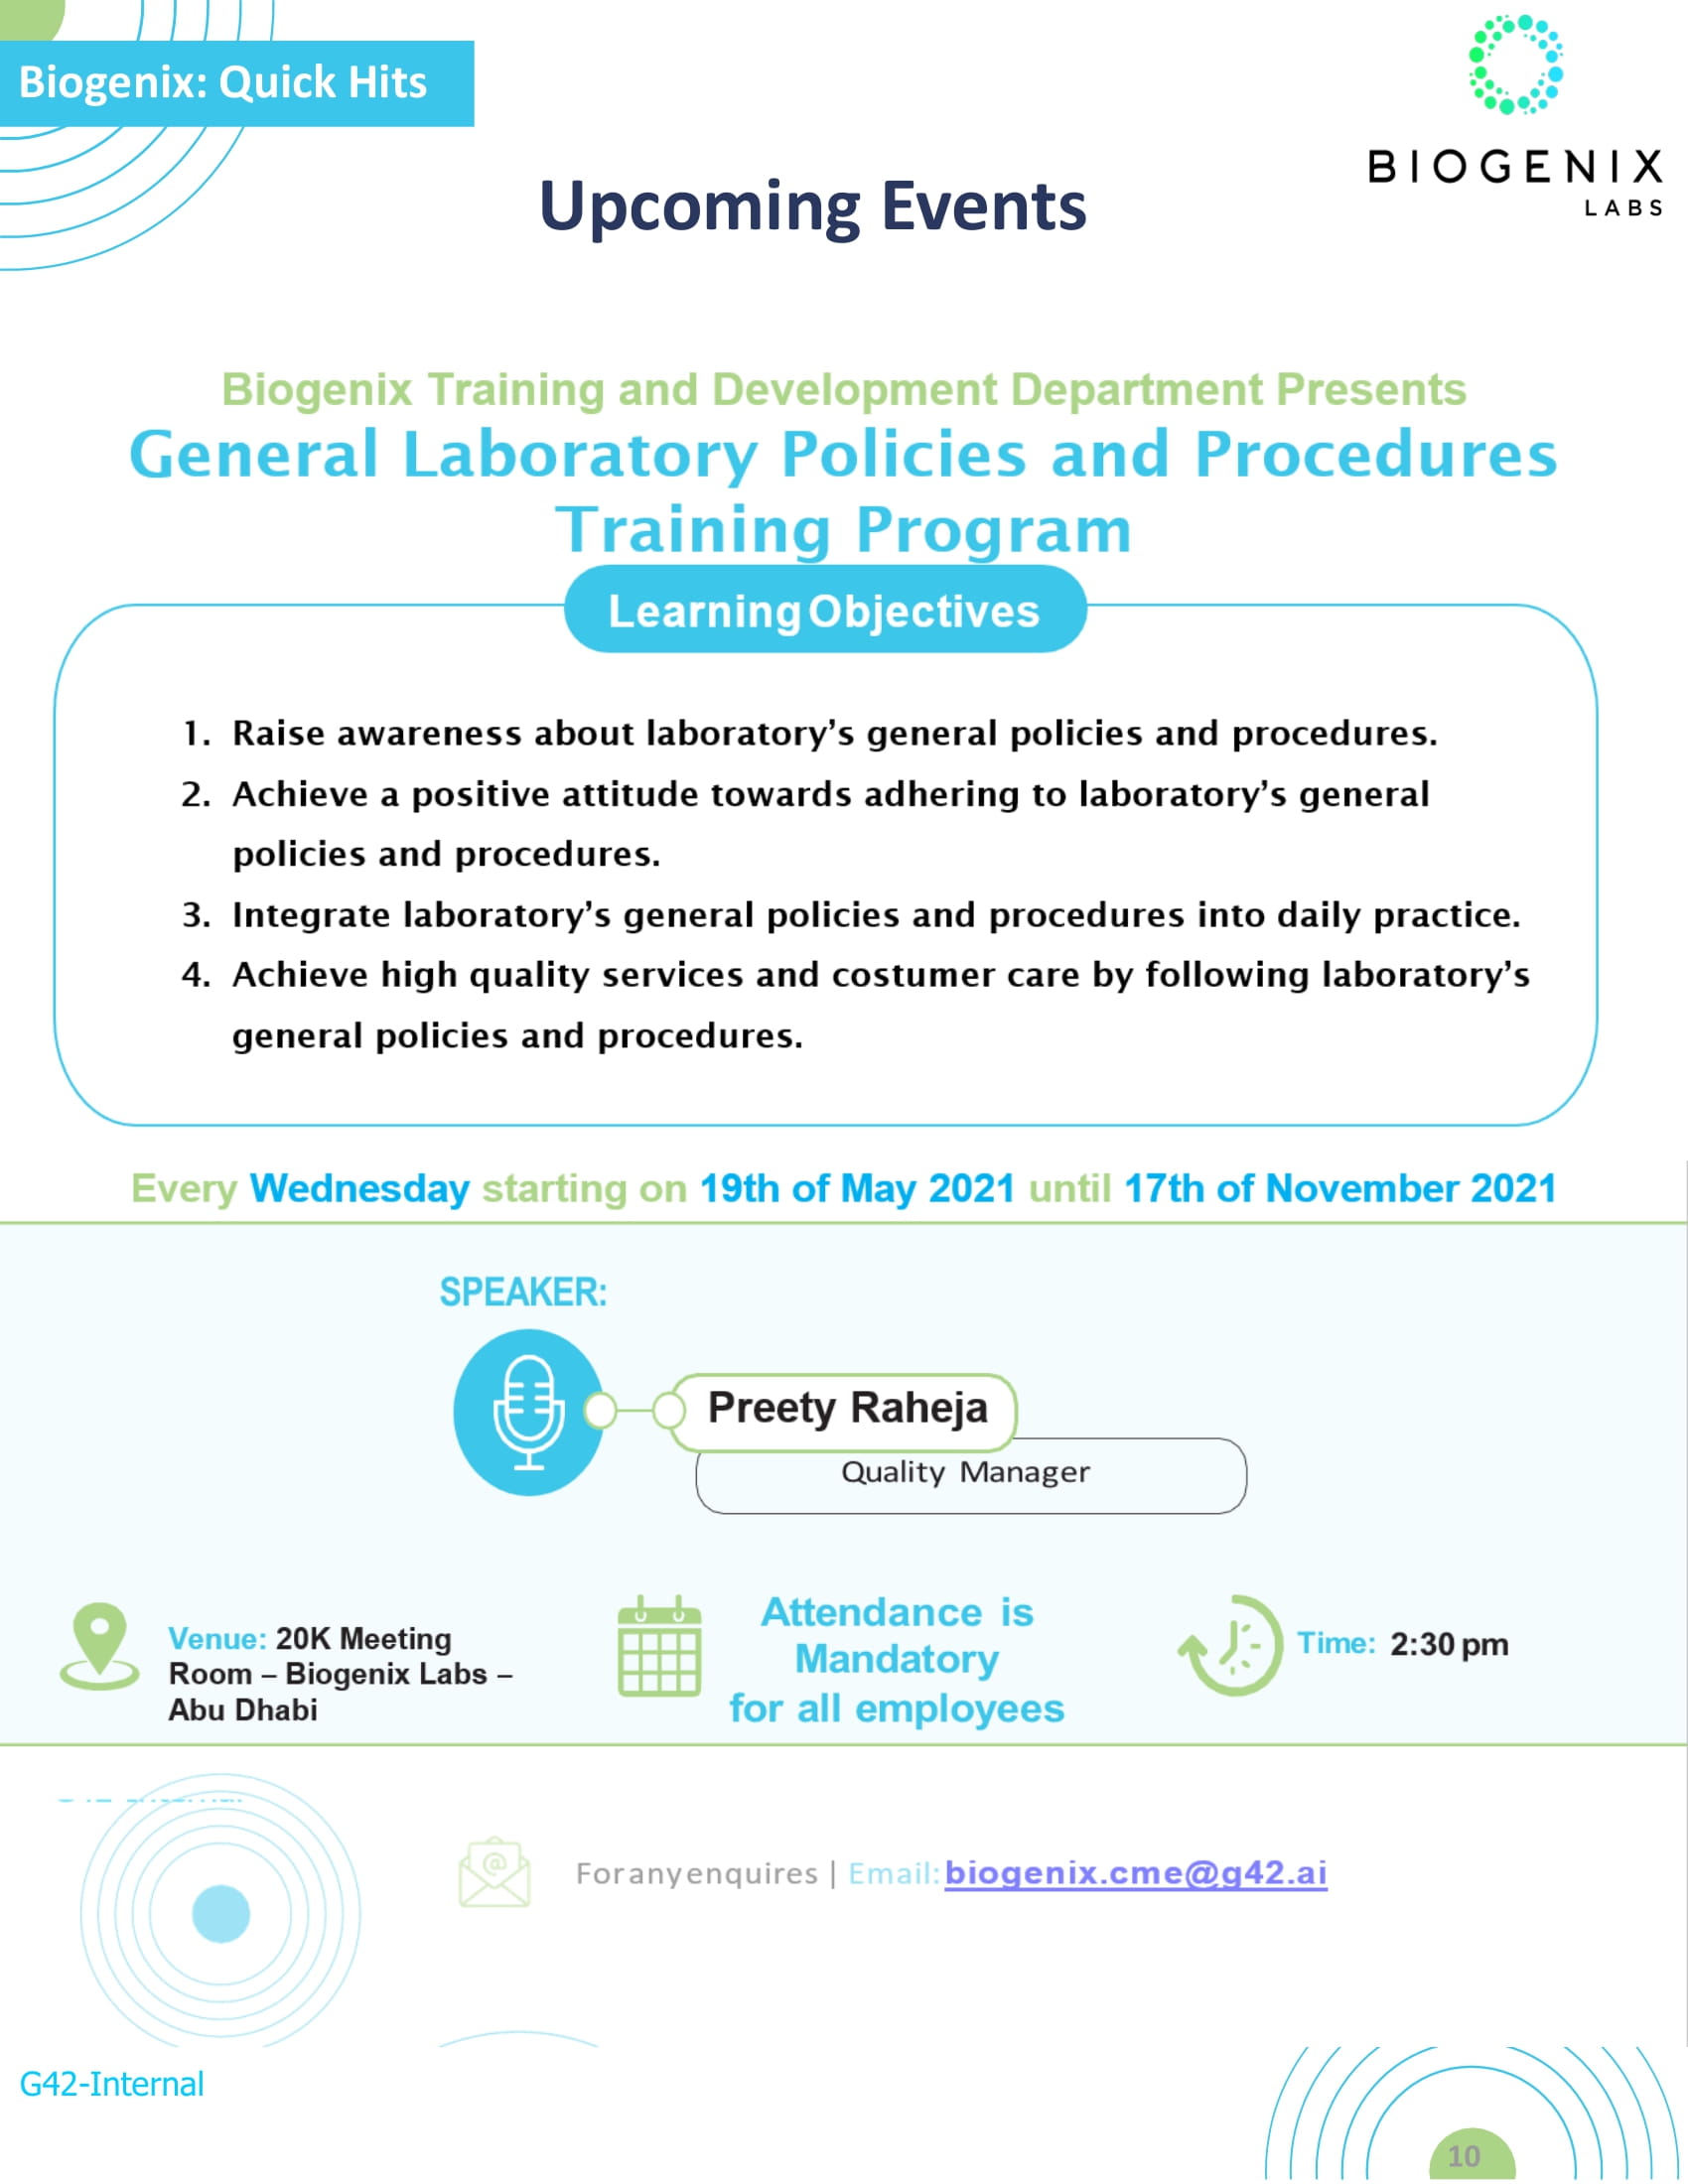 Biogenix: Quick Hits
BIOGENIX
LABS
Upcoming Events
Biogenix Training and Development Department Presents
General Laboratory Policies and Procedures
Training Program
Learning Objectives
1. Raise awareness about laboratory's general policies and procedures.
2. Achieve a positive attitude towards adhering to laboratory's general
policies and procedures.
3. Integrate laboratory's general policies and procedures into daily practice.
4. Achieve high quality services and costumer care by following laboratory's
general policies and procedures.
Every Wednesday starting on 19th of May 2021 until 17th of November 2021
SPEAKER:
Preety Raheja
Quality Manager
Venue: 20K Meeting
Room – Biogenix Labs –
Abu Dhabi
Attendance is
Mandatory
for all employees
Time: 2:30 pm
For any enquires | Email: biogenix.cme@g42.ai
G42-Internal
10